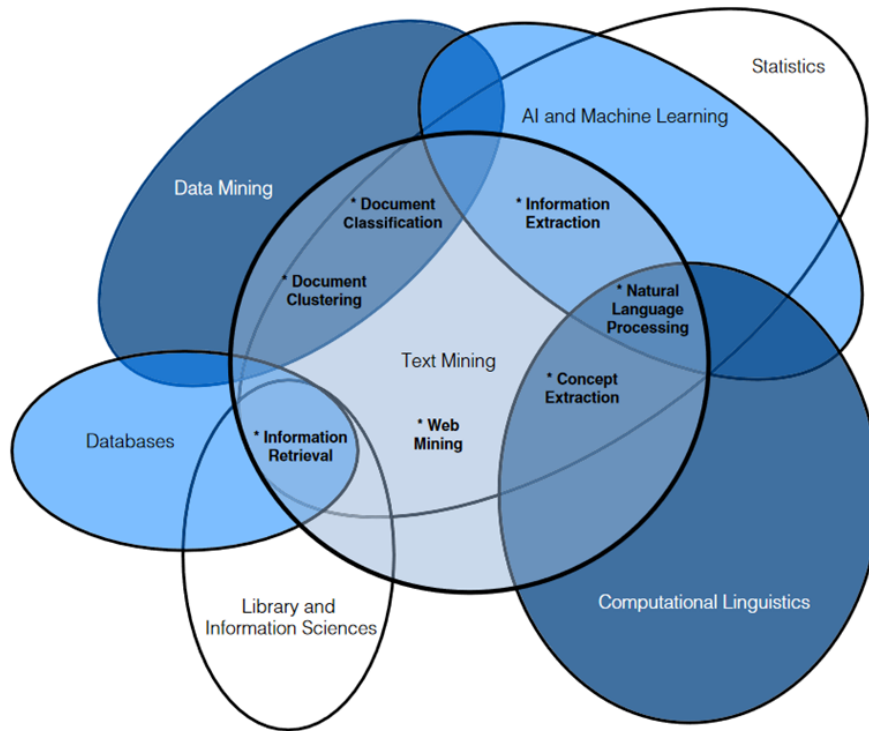 Statistics
AI and Machine Learning
Data Mining
* Document
Classification
* Information
Extraction
* Document
Clustering
* Natural
Language
Processing
Text Mining
* Concept
Extraction
* Web
Mining
Databases
* Information
Retrieval
Library and
Information Sciences
Computational Linguistics